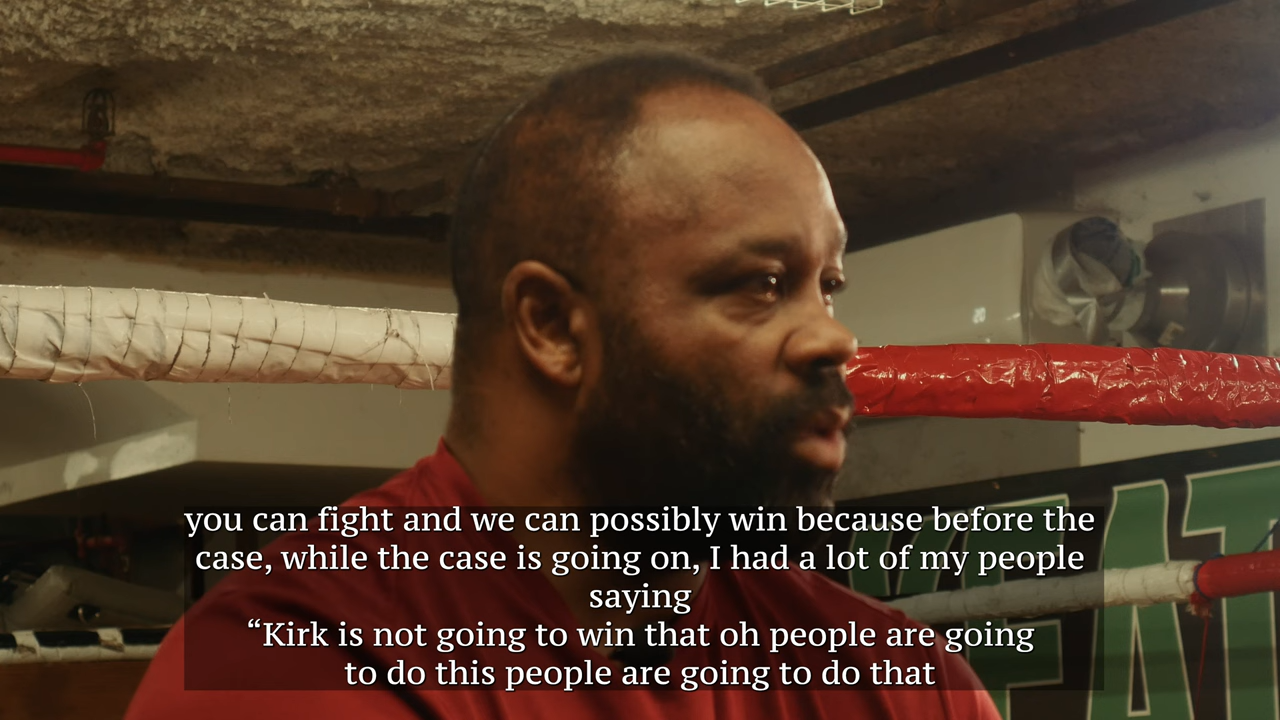 you can fight and we can possibly win because before the
case, while the case is going on, I had a lot of my people
saying
“Kirk is not going to win that oh people are going
to do this people are going to do that
EAT